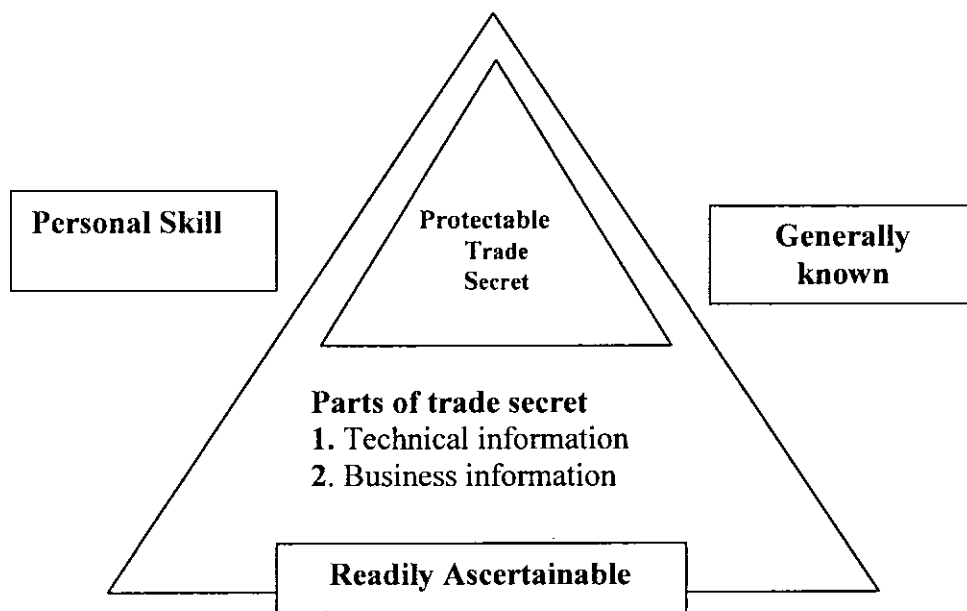 Personal Skill
Protectable
Trade
Secret
Generally
known
Parts of trade secret
1. Technical information
2. Business information
Readily Ascertainable